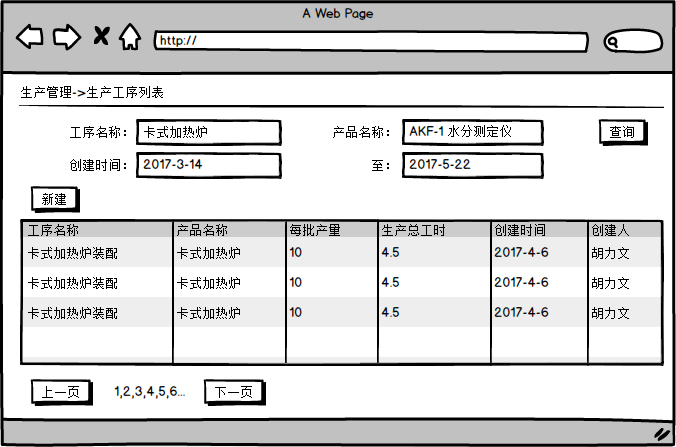 A Web Page
http://
生产管理->生产工序列表
工序名称： 卡式加热炉 产品名称： AKF-1 水分测定仪 查询
创建时间： 2017-3-14 至： 2017-5-22
新建
工序名称 产品名称 每批产量 生产总工时 创建时间 创建人
卡式加热炉装配 卡式加热炉 10 4.5 2017-4-6 胡力文
卡式加热炉装配 卡式加热炉 10 4.5 2017-4-6 胡力文
卡式加热炉装配 卡式加热炉 10 4.5 2017-4-6 胡力文
上一页 1,2,3,4,5,6... 下一页